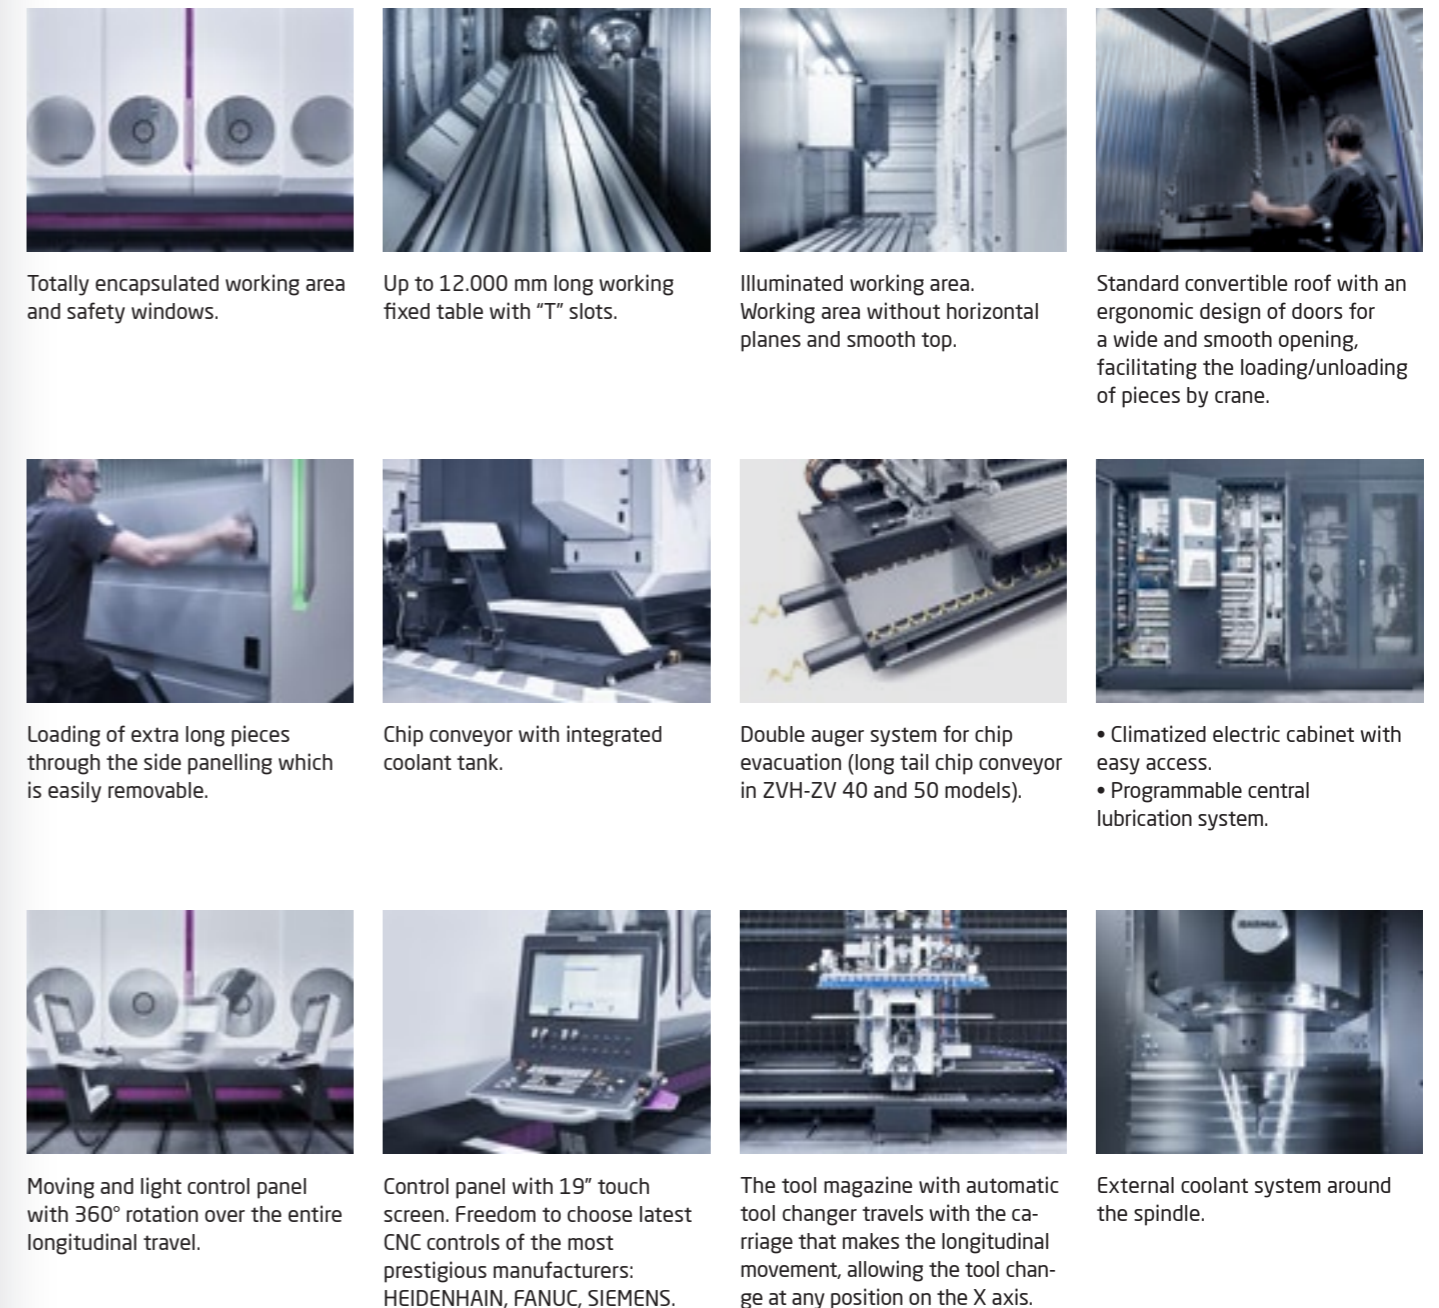 Totally encapsulated working area
and safety windows.
Up to 12.000 mm long working
fixed table with “T” slots.
Illuminated working area.
Working area without horizontal
planes and smooth top.
Standard convertible roof with an
ergonomic design of doors for
a wide and smooth opening,
facilitating the loading/unloading
of pieces by crane.
Loading of extra long pieces
through the side panelling which
is easily removable.
Chip conveyor with integrated
coolant tank.
Double auger system for chip
evacuation (long tail chip conveyor
in ZVH-ZV 40 and 50 models).
• Climatized electric cabinet with
easy access.
• Programmable central
lubrication system.
Moving and light control panel
with 360° rotation over the entire
longitudinal travel.
Control panel with 19” touch
screen. Freedom to choose latest
CNC controls of the most
prestigious manufacturers:
HEIDENHAIN, FANUC, SIEMENS.
The tool magazine with automatic
tool changer travels with the ca-
rriage that makes the longitudinal
movement, allowing the tool chan-
ge at any position on the X axis.
External coolant system around
the spindle.